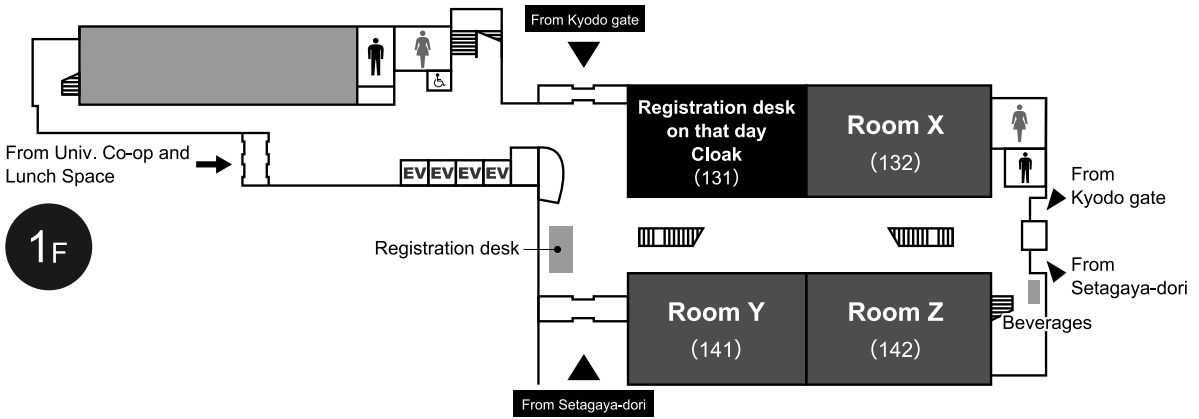 From Kyodo gate
Registration desk
on that day
Cloak
(131)
Room X
(132)
From Univ. Co-op and
Lunch Space
EV EV EV EV
From
Kyodo gate
1F
Registration desk
From
Setagaya-dori
Room Y
(141)
Room Z
(142)
Beverages
From Setagaya-dori